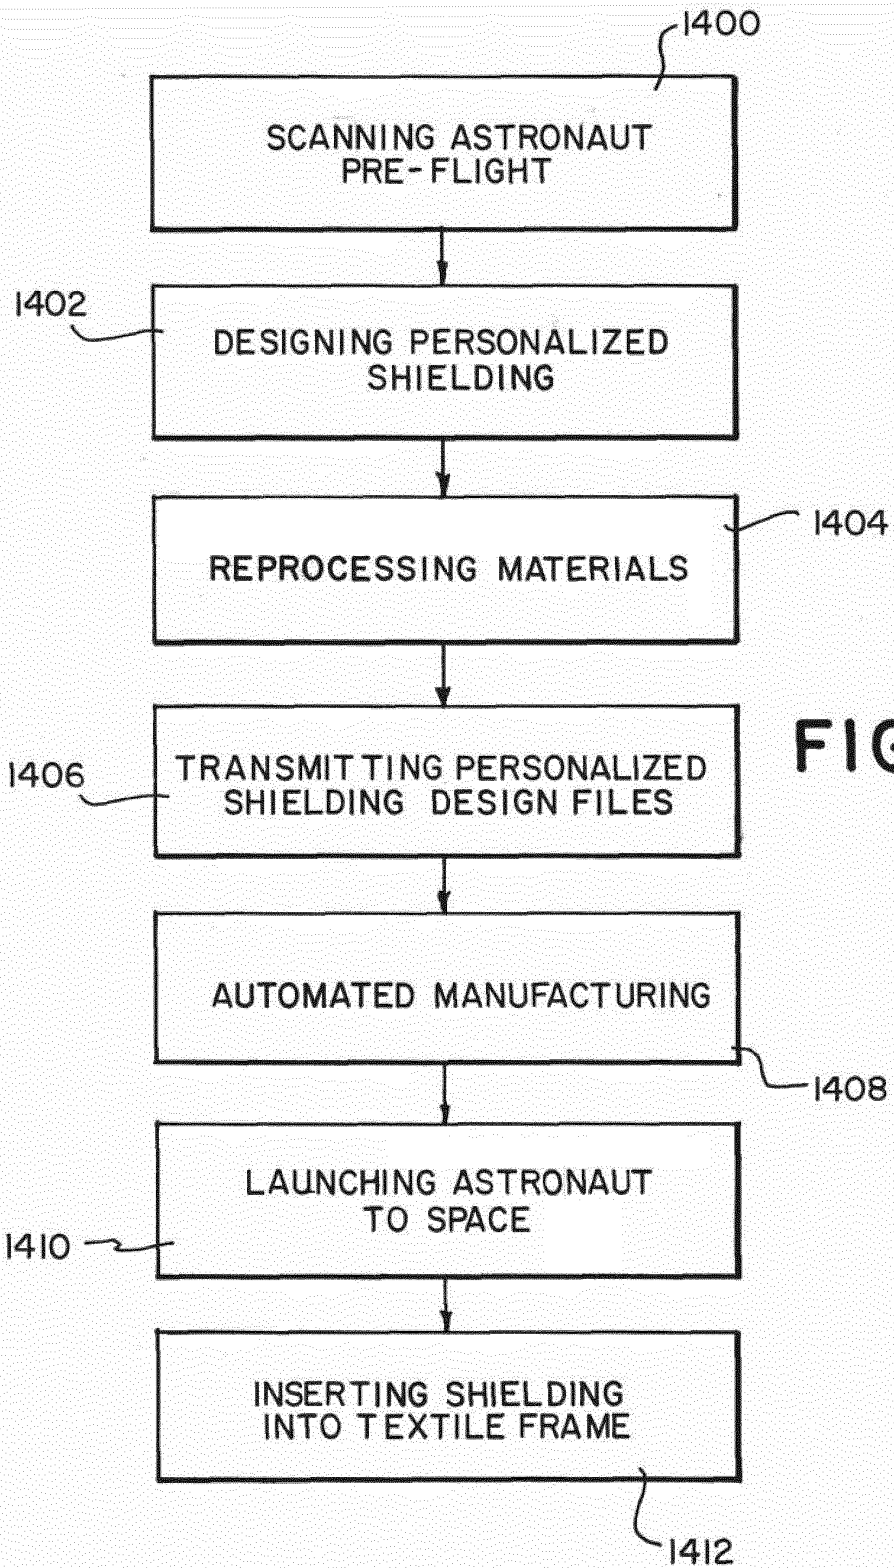 1400
SCANNING ASTRONAUT
PRE-FLIGHT
1402
DESIGNING PERSONALIZED
SHIELDING
1404
REPROCESSING MATERIALS
FIG
1406
TRANSMITTING PERSONALIZED
SHIELDING DESIGN FILES
AUTOMATED MANUFACTURING
1408
LAUNCHING ASTRONAUT
TO SPACE
1410
INSERTING SHIELDING
INTO TEXTILE FRAME
1412